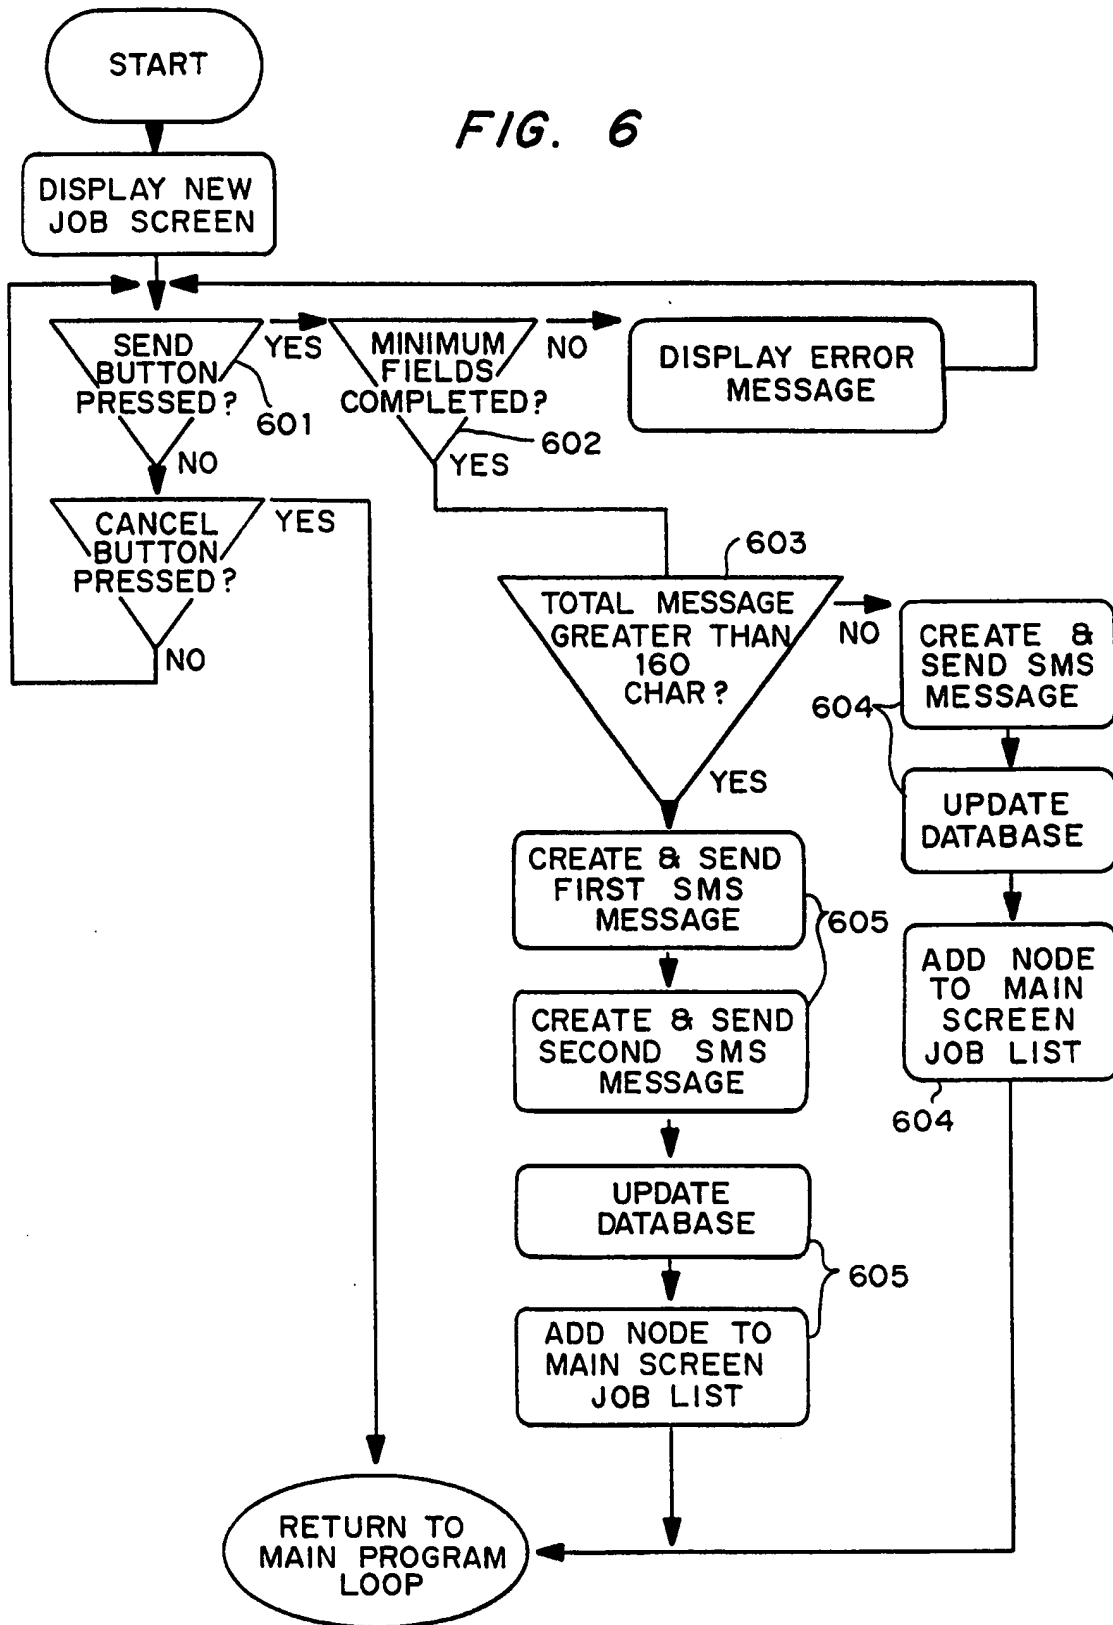 START
FIG. 6
DISPLAY NEW
JOB SCREEN
SEND
BUTTON
PRESSED?
YES
601
NO
MINIMUM
FIELDS
COMPLETED?
NO
602
YES
DISPLAY ERROR
MESSAGE
CANCEL
BUTTON
PRESSED?
YES
NO
603
TOTAL MESSAGE
GREATER THAN
160
CHAR?
NO
YES
CREATE &
SEND SMS
MESSAGE
604
UPDATE
DATABASE
ADD NODE
TO MAIN
SCREEN
JOB LIST
604
CREATE & SEND
FIRST SMS
MESSAGE
605
CREATE & SEND
SECOND SMS
MESSAGE
UPDATE
DATABASE
605
ADD NODE TO
MAIN SCREEN
JOB LIST
RETURN TO
MAIN PROGRAM
LOOP